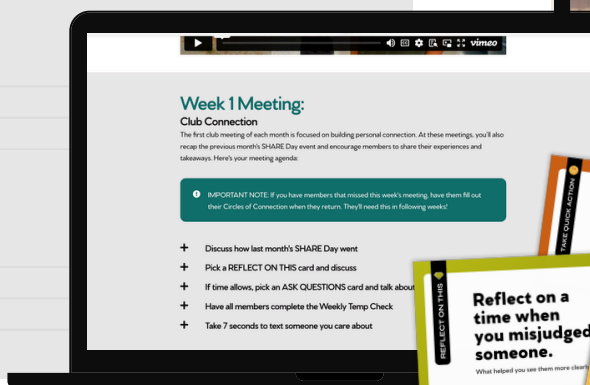 vimeo
Week 1 Meeting:
Club Connection
The first club meeting of each month is focused on building personal connection. At these meetings, you'll also
recap the previous month's SHARE Day event and encourage members to share their experiences and
takeaways. Here's your meeting agenda:
IMPORTANT NOTE: If you have members that missed this week's meeting, have them fill out
their Circles of Connection when they return. They'll need this in following weeks!
Discuss how last month's SHARE Day went
Pick a REFLECT ON THIS card and discuss
If time allows, pick an ASK QUESTIONS card and talk about
Have all members complete the Weekly Temp Check
Take 7 seconds to text someone you care about
TAKE QUICK ACTION
REFLECT ON THIS
Reflect on a
time when
you misjudged
someone.
What helped you see them more clearly